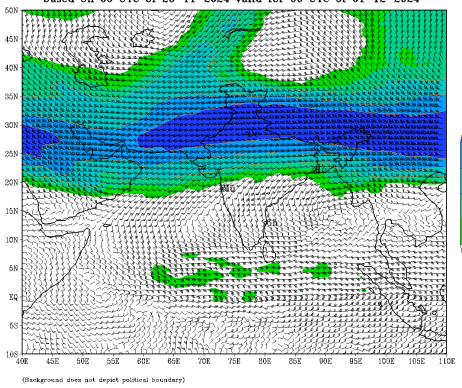 Based on 00 UTC of 28-11-2024 valid for 00 UTC of 01-12-2024
50N
45N
40N
35N
30N
25N
20N
15N
10N
5N
EQ
5S
10S
40E 45E 50E 55E 60E 65E 70E 75E 80E 85E 90E 95E 100E 105E 110E
(Background does not depict political boundary)